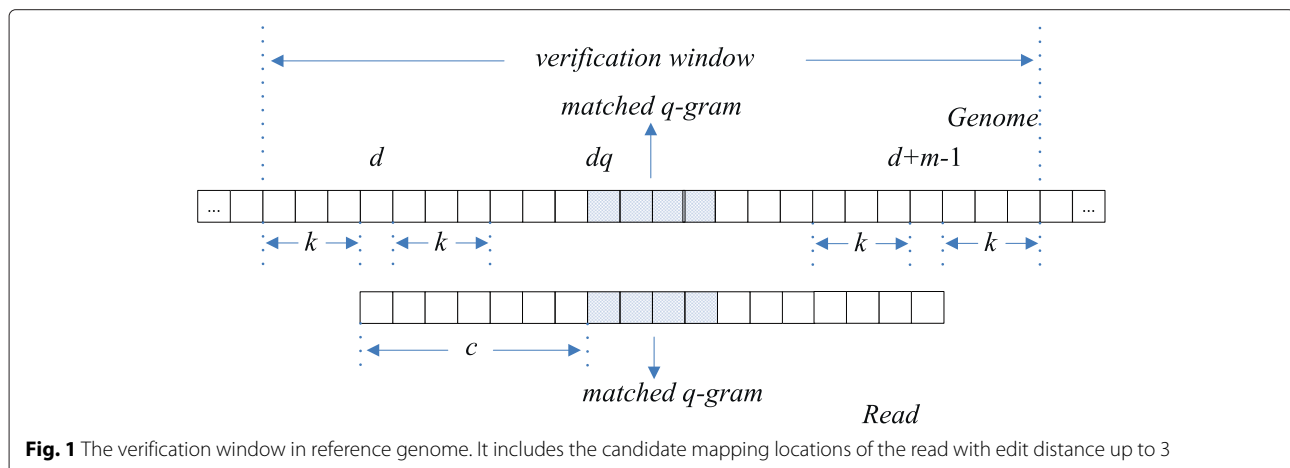 verification window
matched q-gram
Genome
d dq d+m-1
... ...
k k k k
c
matched q-gram
Read
Fig. 1 The verification window in reference genome. It includes the candidate mapping locations of the read with edit distance up to 3